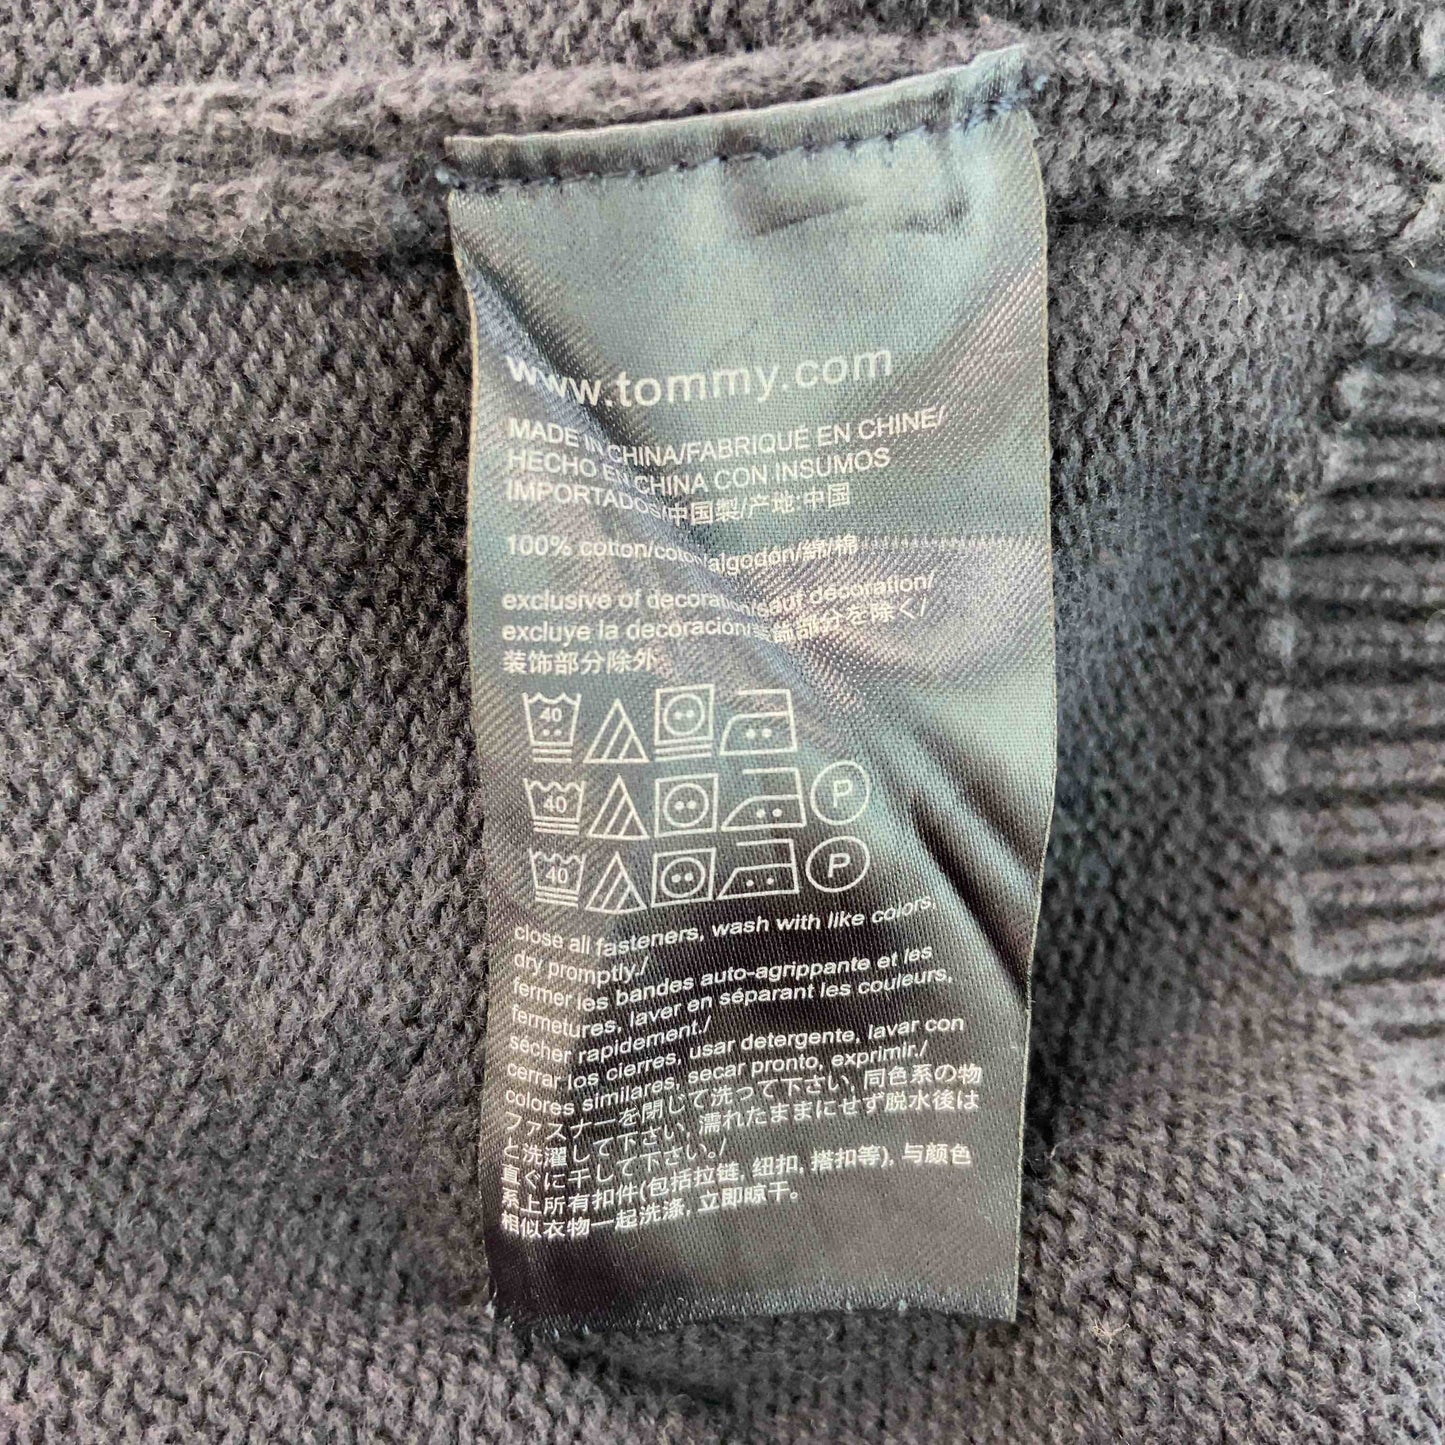 www.tommy.com
MADE IN CHINA/FABRIQUÉ EN CHINE/
HECHO EN CHINA CON INSUMOS
IMPORTADOS/中国製/产地:中国
100% cotton/coton/algodón/綿/棉
exclusive of decoration/sauf décoration/
excluye la decoración/装飾部分を除く/
装饰部分除外
40
40 P
40 P
close all fasteners, wash with like colors,
dry promptly./
fermer les bandes auto-agrippante et les
fermetures, laver en séparant les couleurs,
sécher rapidement./
cerrar los cierres, usar detergente, lavar con
colores similares, secar pronto, exprimir./
ファスナーを閉じて洗って下さい, 同色系の物
と洗濯して下さい, 濡れたままにせず脱水後は
直ぐに干して下さい。/
系上所有扣件(包括拉链, 纽扣, 搭扣等), 与颜色
相似衣物一起洗涤, 立即晾干。